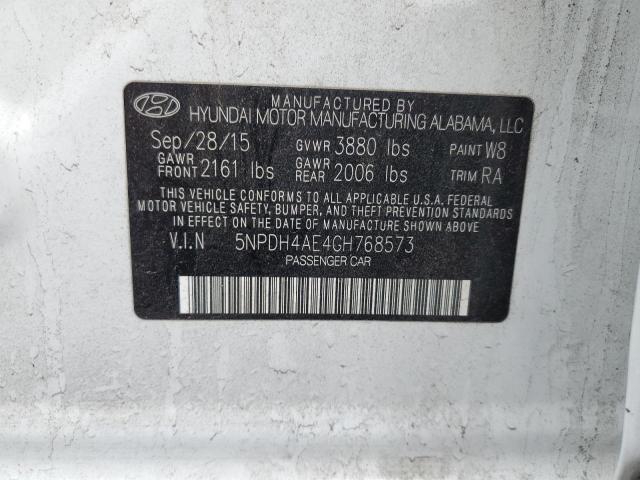 MANUFACTURED BY
HYUNDAI MOTOR MANUFACTURING ALABAMA, LLC
Sep/28/15 GVWR 3880 lbs PAINT W8
GAWR FRONT 2161 lbs GAWR REAR 2006 lbs TRIM RA
THIS VEHICLE CONFORMS TO ALL APPLICABLE U.S.A. FEDERAL
MOTOR VEHICLE SAFETY, BUMPER, AND THEFT PREVENTION STANDARDS
IN EFFECT ON THE DATE OF MANUFACTURE SHOWN ABOVE.
V.I.N 5NPDH4AE4GH768573
PASSENGER CAR